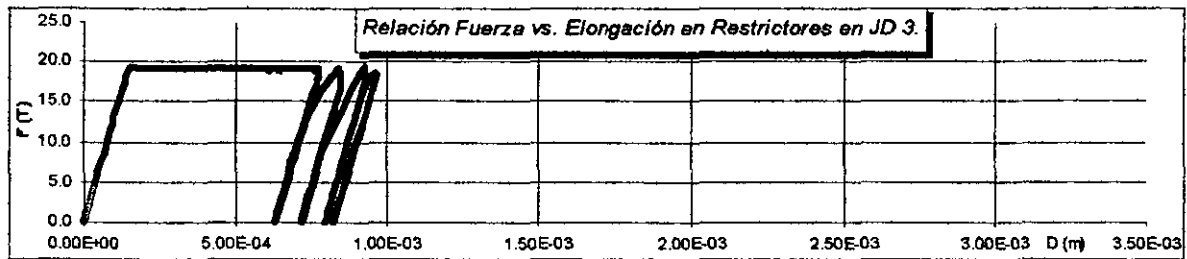 Relación Fuerza vs. Elongación en Restrictores en JD 3.
F (T)
25.0
20.0
15.0
10.0
5.0
0.0
0.00E+00 5.00E-04 1.00E-03 1.50E-03 2.00E-03 2.50E-03 3.00E-03 D (m) 3.50E-03